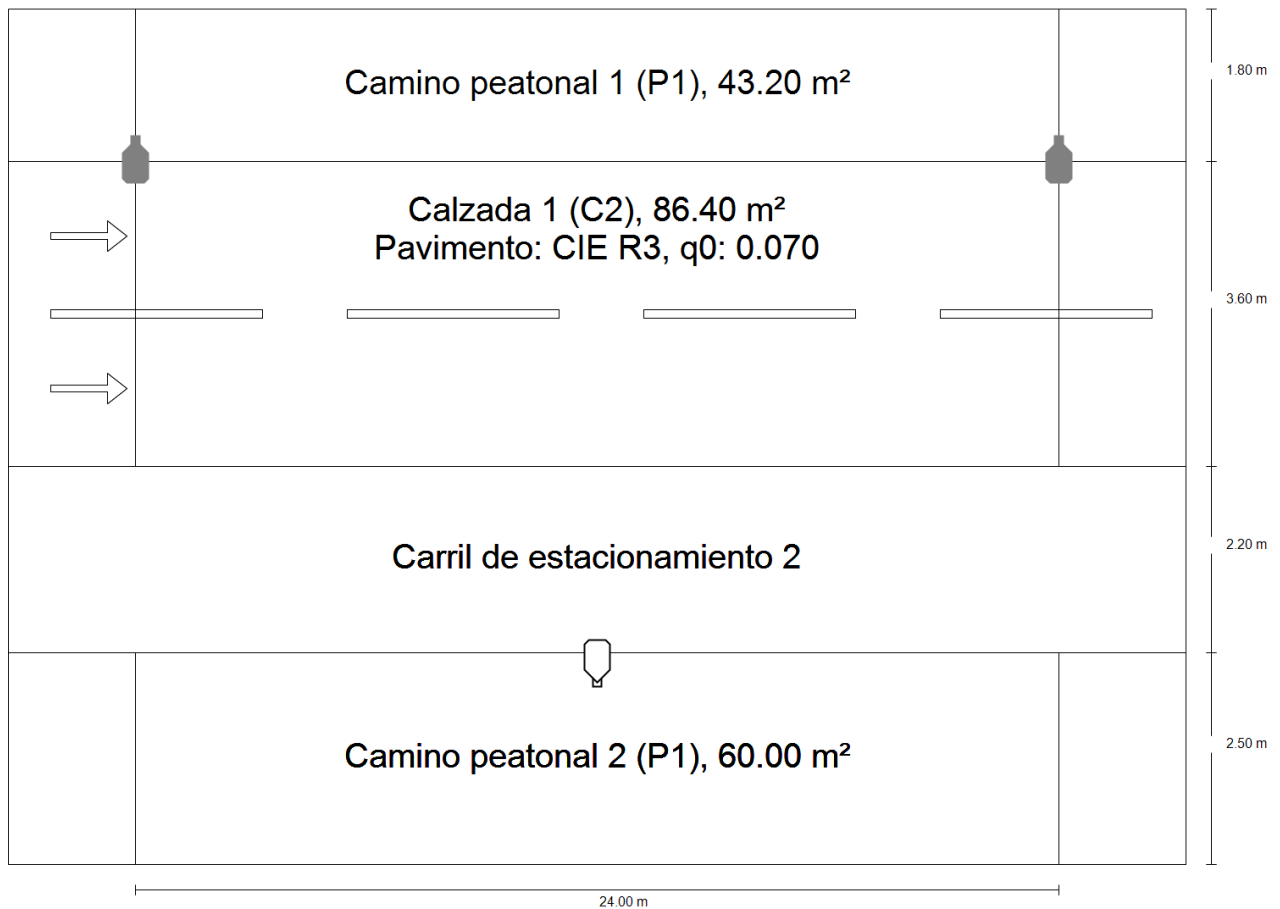 Camino peatonal 1 (P1), 43.20 m²
1.80 m
Calzada 1 (C2), 86.40 m²
Pavimento: CIE R3, q0: 0.070
3.60 m
Carril de estacionamiento 2
2.20 m
Camino peatonal 2 (P1), 60.00 m²
2.50 m
24.00 m